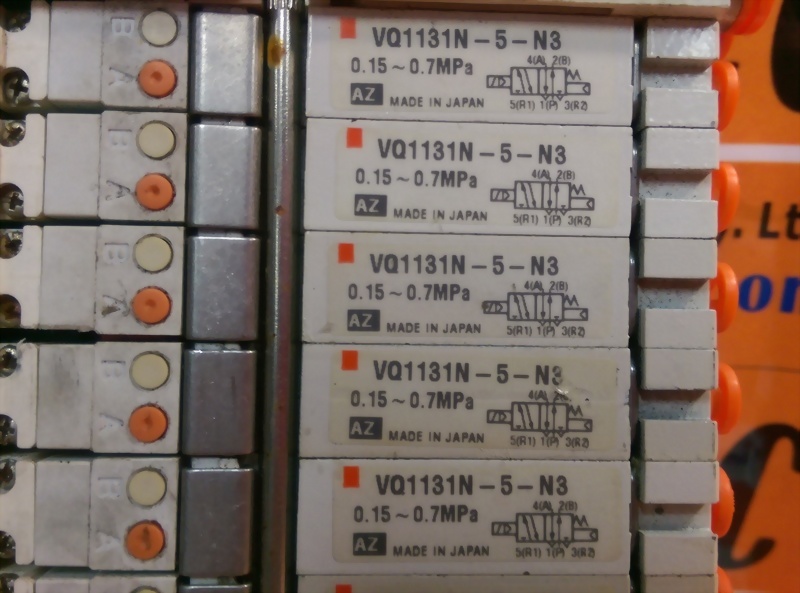 B
A
VQ1131N-5-N3
0.15~0.7MPa
4(A) 2(B)
AZ MADE IN JAPAN
5(R1) 1(P) 3(R2)
B
A
VQ1131N-5-N3
0.15~0.7MPa
4(A) 2(B)
AZ MADE IN JAPAN
5(R1) 1(P) 3(R2)
. Lt
B
A
VQ1131N-5-N3
0.15~0.7MPa
4(A) 2(B)
AZ MADE IN JAPAN
5(R1) 1(P) 3(R2)
or
B
A
VQ1131N-5-N3
0.15~0.7MPa
4(A) 2(B)
AZ MADE IN JAPAN
5(R1) 1(P) 3(R2)
B
A
VQ1131N-5-N3
0.15~0.7MPa
4(A) 2(B)
AZ MADE IN JAPAN
5(R1) 1(P) 3(R2)